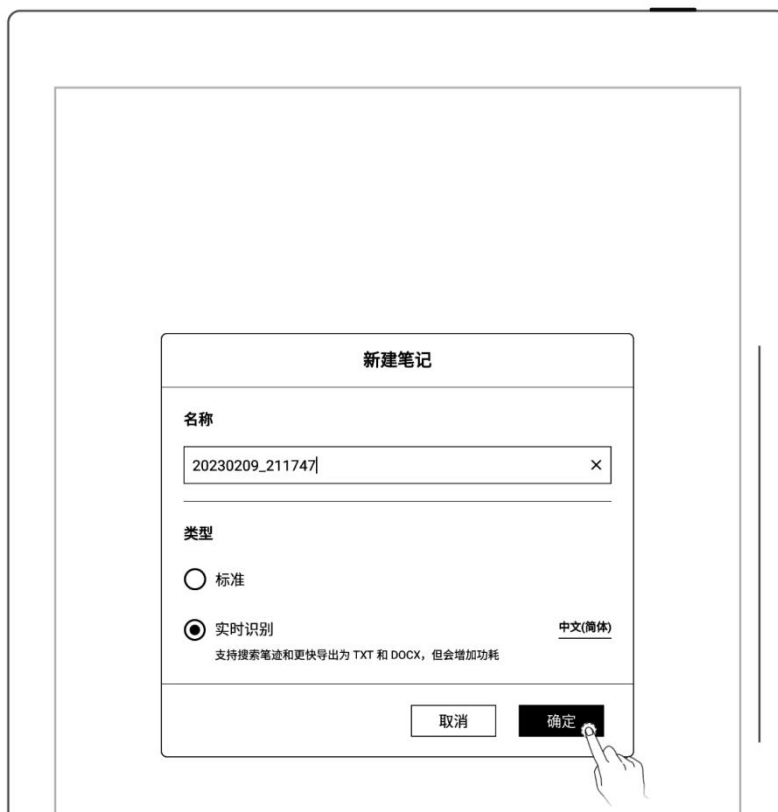 新建笔记
名称
20230209_211747
类型
标准
实时识别 中文(简体)
支持搜索笔迹和更快导出为 TXT 和 DOCX，但会增加功耗
取消 确定